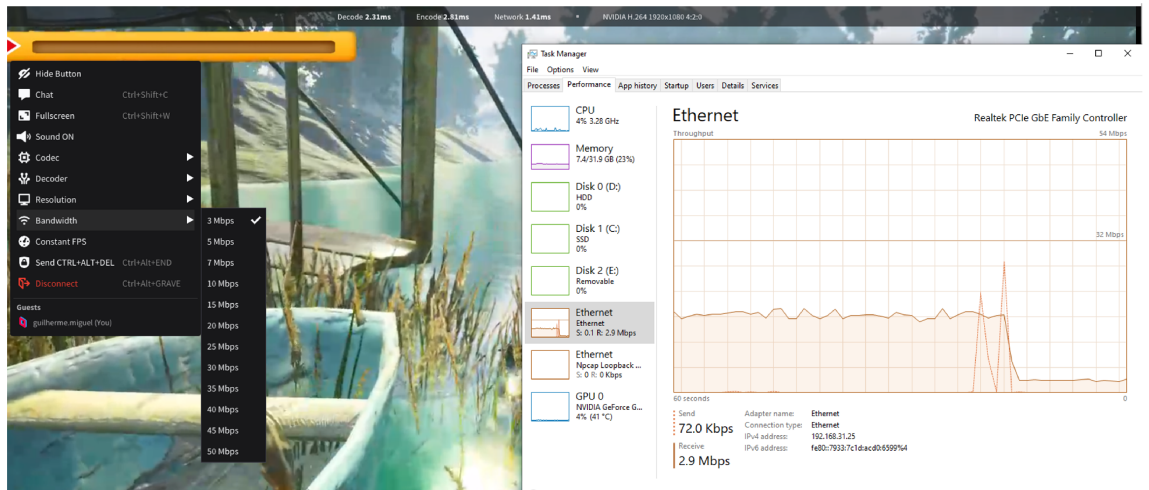 Decode 2.31ms Encode 2.81ms Network 1.41ms • NVIDIA H.264 1920x1080 4:2:0
Hide Button
Chat Ctrl+Shift+C
Fullscreen Ctrl+Shift+W
Sound ON
Codec
Decoder
Resolution
Bandwidth
Constant FPS
Send CTRL+ALT+DEL Ctrl+Alt+END
Disconnect Ctrl+Alt+GRAVE
Guests
guilherme.miguel (You)
3 Mbps
5 Mbps
7 Mbps
10 Mbps
15 Mbps
20 Mbps
25 Mbps
30 Mbps
35 Mbps
40 Mbps
45 Mbps
50 Mbps
Task Manager
File Options View
Processes Performance App history Startup Users Details Services
CPU
4% 3.28 GHz
Memory
7.4/31.9 GB (23%)
Disk 0 (D:)
HDD
0%
Disk 1 (C:)
SSD
0%
Disk 2 (E:)
Removable
0%
Ethernet
Ethernet
S: 0.1 R: 2.9 Mbps
Ethernet
Npcap Loopback ...
S: 0 R: 0 Kbps
GPU 0
NVIDIA GeForce G...
4% (41 °C)
Ethernet Realtek PCIe GbE Family Controller
Throughput 54 Mbps
32 Mbps
60 seconds 0
Send
72.0 Kbps
Receive
2.9 Mbps
Adapter name: Ethernet
Connection type: Ethernet
IPv4 address: 192.168.31.25
IPv6 address: fe80::7933:7c1d:acd0:6599%4